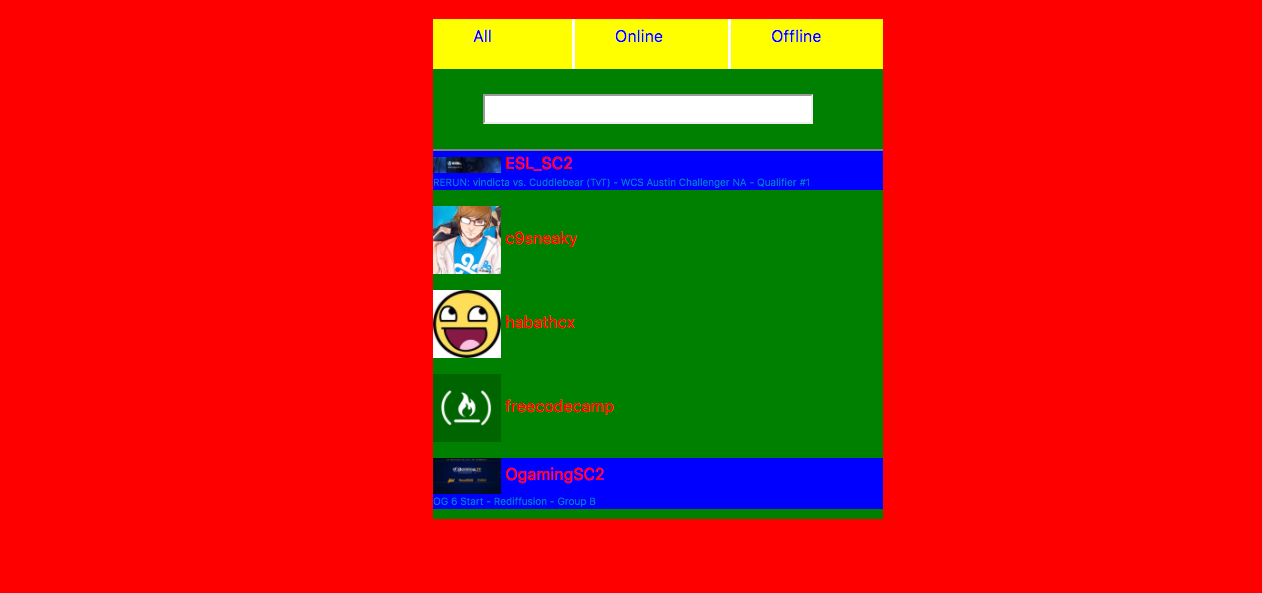 All
Online
Offline
ESL_SC2
RERUN: vindicta vs. Cuddlebear (TvT) - WCS Austin Challenger NA - Qualifier #1
c9sneaky
habathcx
freecodecamp
OgamingSC2
OG 6 Start - Rediffusion - Group B